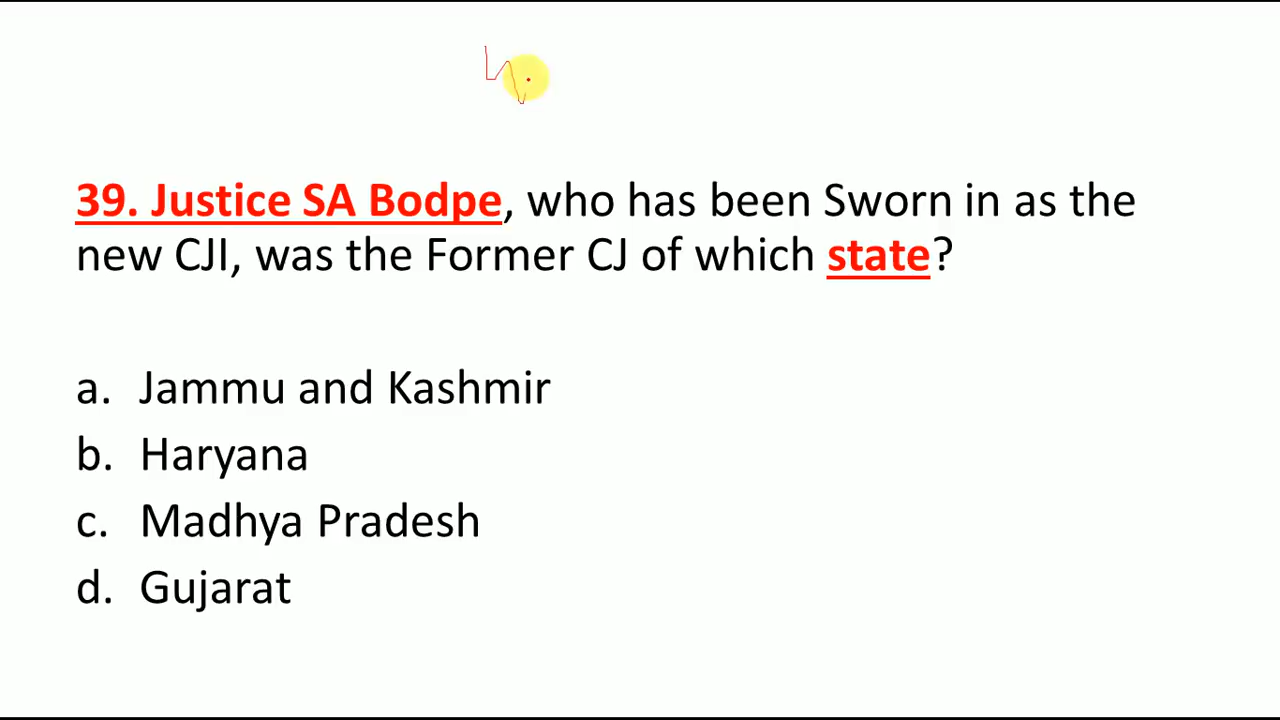 39. Justice SA Bodpe, who has been Sworn in as the
new CJI, was the Former CJ of which state?
a. Jammu and Kashmir
b. Haryana
c. Madhya Pradesh
d. Gujarat